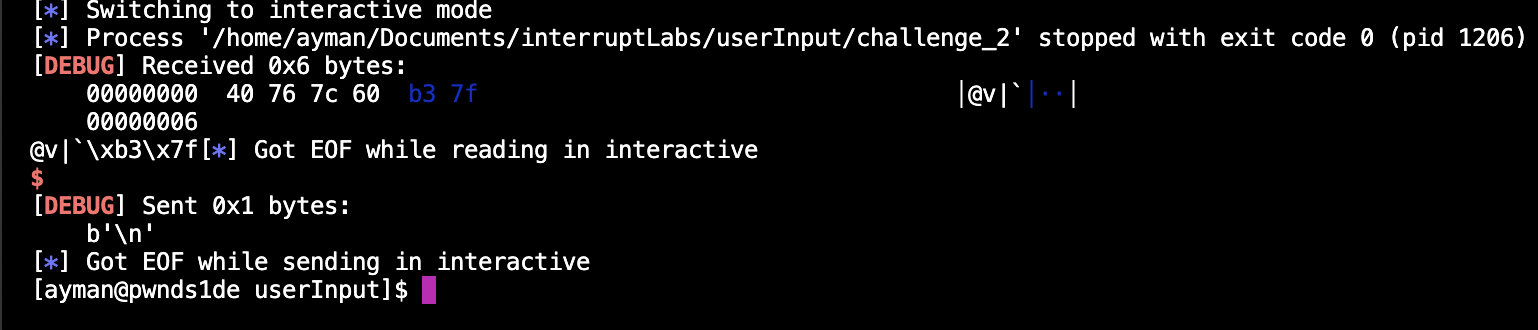 [*] Switching to interactive mode
[*] Process '/home/ayman/Documents/interruptLabs/userInput/challenge_2' stopped with exit code 0 (pid 1206)
[DEBUG] Received 0x6 bytes:
00000000 40 76 7c 60 b3 7f |@v|`|··|
00000006
@v|`\xb3\x7f[*] Got EOF while reading in interactive
$
[DEBUG] Sent 0x1 bytes:
b'\n'
[*] Got EOF while sending in interactive
[ayman@pwnds1de userInput]$